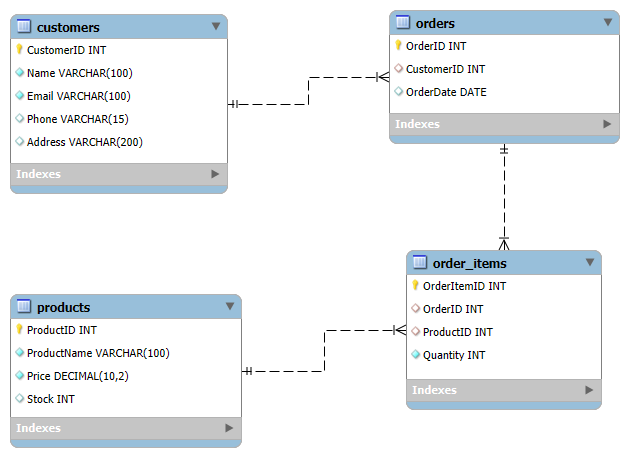 customers
CustomerID INT
Name VARCHAR(100)
Email VARCHAR(100)
Phone VARCHAR(15)
Address VARCHAR(200)
Indexes
orders
OrderID INT
CustomerID INT
OrderDate DATE
Indexes
products
ProductID INT
ProductName VARCHAR(100)
Price DECIMAL(10,2)
Stock INT
Indexes
order_items
OrderItemID INT
OrderID INT
ProductID INT
Quantity INT
Indexes